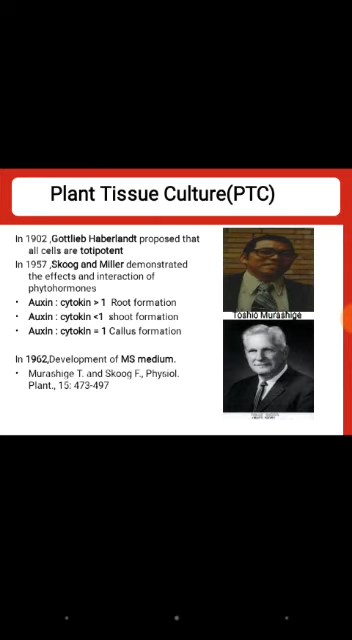 Plant Tissue Culture(PTC)
In 1902 ,Gottlieb Haberlandt proposed that
all cells are totipotent
In 1957 ,Skoog and Miller demonstrated
the effects and interaction of
phytohormones
• Auxin : cytokin > 1 Root formation
• Auxin : cytokin <1 shoot formation
• Auxin : cytokin = 1 Callus formation
In 1962,Development of MS medium.
• Murashige T. and Skoog F., Physiol.
Plant., 15: 473-497
Toshio Murashige